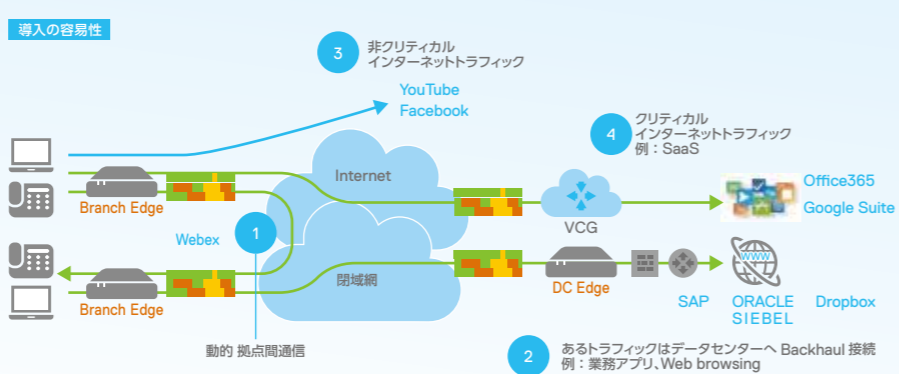 導入の容易性
3
非クリティカル
インターネットトラフィック
YouTube
Facebook
4
クリティカル
インターネットトラフィック
例：SaaS
Internet
Branch Edge
Office365
Google Suite
VCG
Webex
1
WWW
閉域網
DC Edge
Branch Edge
SAP
ORACLE
SIEBEL
Dropbox
動的 拠点間通信
2
あるトラフィックはデータセンターへ Backhaul 接続
例：業務アプリ、Web browsing